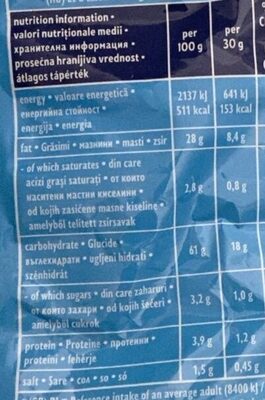 nutrition information •
valori nutriționale medii •
хранителна информация •
prosečna hranljiva vrednost •
átlagos tápérték
per
100 g
per
30 g
energy • valoare energetică •
енергийна стойност •
energija • energia
2137 kJ
511 kcal
641 kJ
153 kcal
fat • Grăsimi • мазнини • masti • zsír
28 g
8,4 g
- of which saturates • din care
acizi grași saturați • от които
наситени мастни киселини •
od kojih zasićene masne kiseline •
amelyből telített zsírsavak
2,8 g
0,8 g
carbohydrate • Glucide •
въглехидрати • ugljeni hidrati •
szénhidrát
61 g
18 g
- of which sugars • din care zaharuri •
от които захари • od kojih šećeri •
amelyből cukrok
3,2 g
1,0 g
protein • Proteine • протеини •
proteini • fehérje
3,9 g
1,2 g
salt • Sare • сол • so • só
1,5 g
0,45 g
intake of an average adult (8400 kJ /